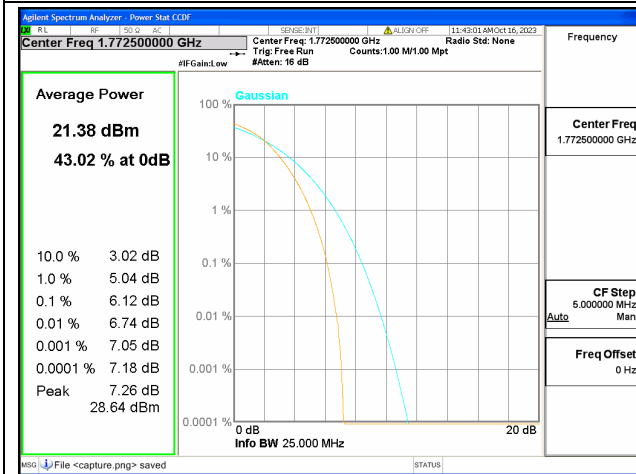 Agilent Spectrum Analyzer - Power Stat CCDF
RL RF 50 Ω AC SENSE:INT ALIGN OFF 11:43:01 AM Oct 16, 2023
Center Freq 1.772500000 GHz
Center Freq: 1.772500000 GHz Radio Std: None
Trig: Free Run Counts:1.00 M/1.00 Mpt
#IFGain:Low #Atten: 16 dB
Frequency
Average Power
21.38 dBm
43.02 % at 0dB
10.0 % 3.02 dB
1.0 % 5.04 dB
0.1 % 6.12 dB
0.01 % 6.74 dB
0.001 % 7.05 dB
0.0001 % 7.18 dB
Peak 7.26 dB
28.64 dBm
Gaussian
100 %
10 %
1 %
0.1 %
0.01 %
0.001 %
0.0001 %
0 dB 20 dB
Info BW 25.000 MHz
Center Freq
1.772500000 GHz
CF Step
5.000000 MHz
Auto Man
Freq Offset
0 Hz
MSG File <capture.png> saved STATUS